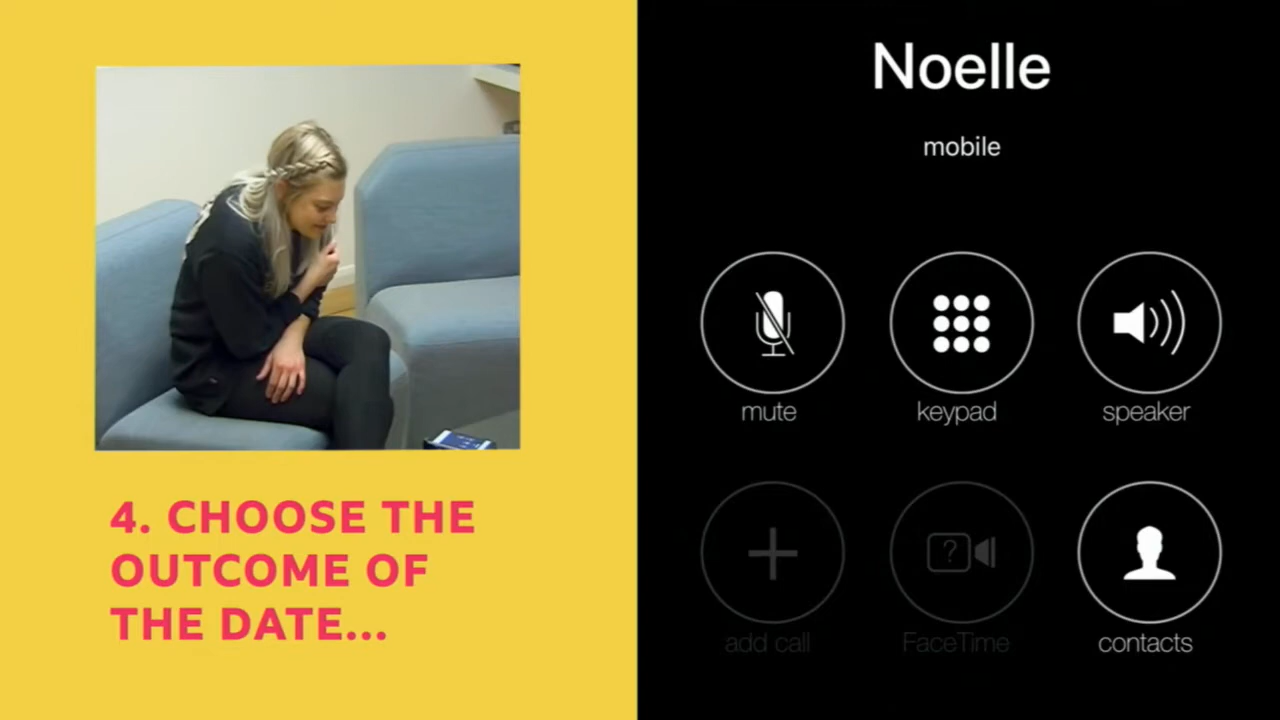 4. CHOOSE THE
OUTCOME OF
THE DATE...
Noelle
mobile
mute
keypad
speaker
add call
FaceTime
contacts